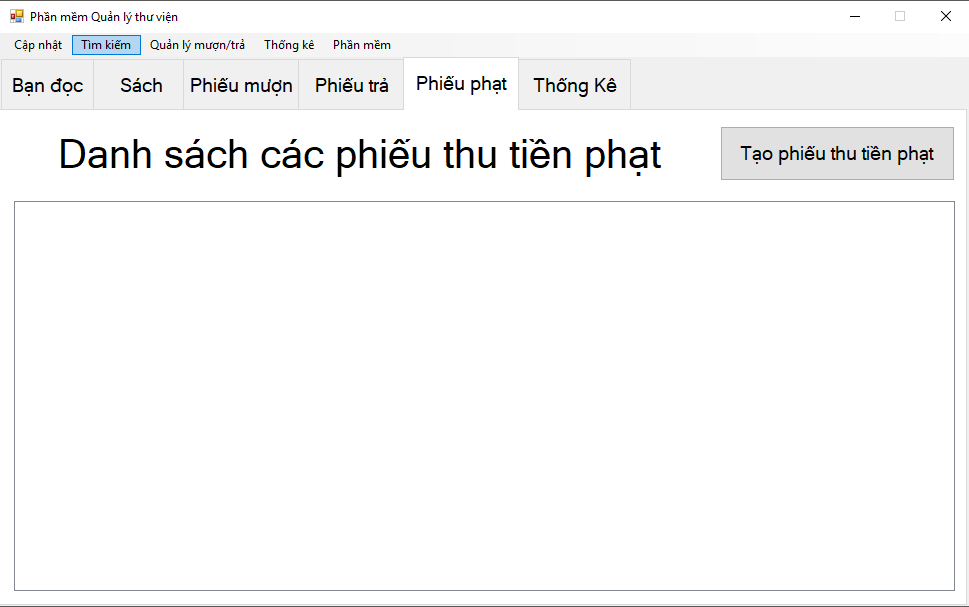 Phần mềm Quản lý thư viện
Cập nhật Tìm kiếm Quản lý mượn/trả Thống kê Phần mềm
Bạn đọc Sách Phiếu mượn Phiếu trả Phiếu phạt Thống Kê
Danh sách các phiếu thu tiền phạt Tạo phiếu thu tiền phạt